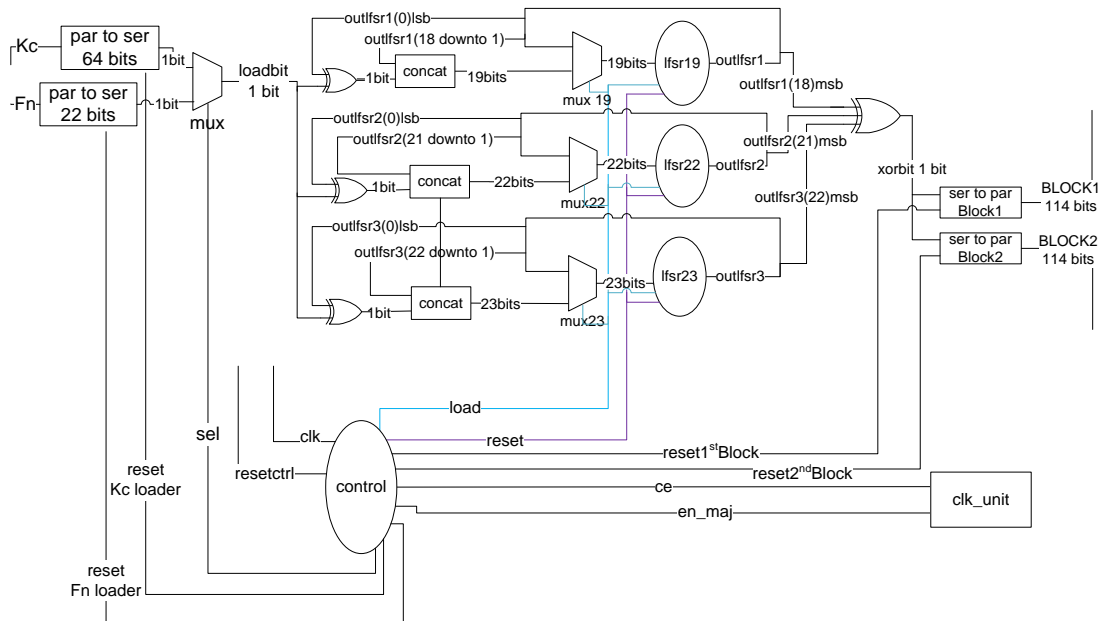 Kc
par to ser
64 bits
1bit
Fn
par to ser
22 bits
1bit
mux
loadbit
1 bit
outlfsr1(0)lsb
outlfsr1(18 downto 1)
1bit
concat
19bits
mux 19
19bits
lfsr19
outlfsr1
outlfsr1(18)msb
outlfsr2(0)lsb
outlfsr2(21 downto 1)
1bit
concat
22bits
mux22
22bits
lfsr22
outlfsr2
outlfsr2(21)msb
outlfsr3(0)lsb
outlfsr3(22 downto 1)
1bit
concat
23bits
mux23
23bits
lfsr23
outlfsr3
outlfsr3(22)msb
xorbit 1 bit
ser to par
Block1
BLOCK1
114 bits
ser to par
Block2
BLOCK2
114 bits
load
reset
clk
resetctrl
control
sel
reset
Kc loader
reset
Fn loader
reset1stBlock
reset2ndBlock
ce
en_maj
clk_unit